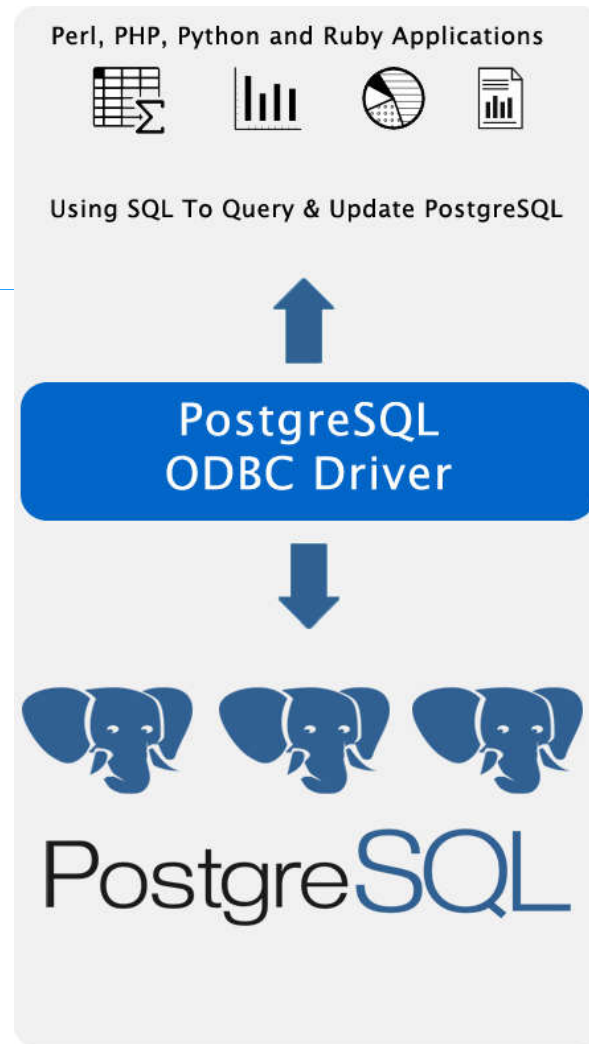 Perl, PHP, Python and Ruby Applications
Using SQL To Query & Update PostgreSQL
PostgreSQL
ODBC Driver
PostgreSQL